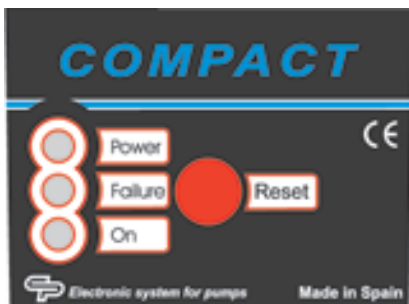 COMPACT
CE
Power
Failure
Reset
On
Electronic system for pumps
Made in Spain